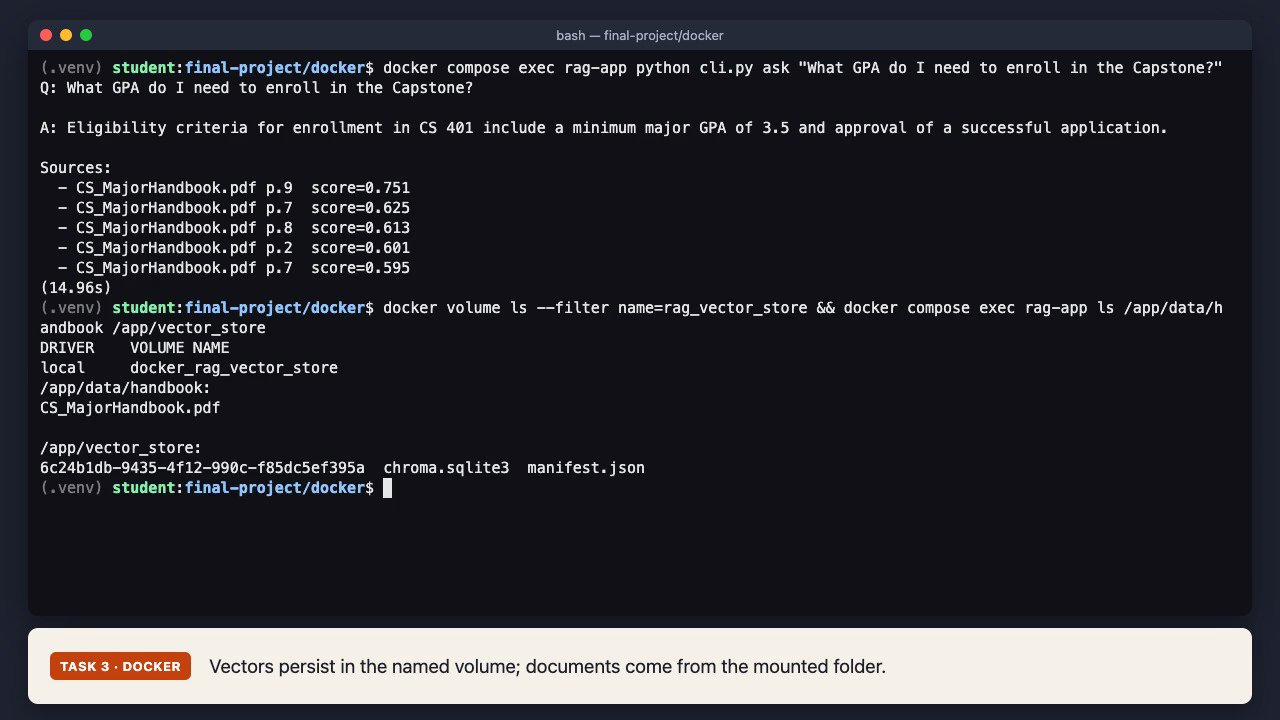 bash — final-project/docker
(.venv) student:final-project/docker$ docker compose exec rag-app python cli.py ask "What GPA do I need to enroll in the Capstone?"
Q: What GPA do I need to enroll in the Capstone?
A: Eligibility criteria for enrollment in CS 401 include a minimum major GPA of 3.5 and approval of a successful application.
Sources:
– CS_MajorHandbook.pdf p.9  score=0.751
– CS_MajorHandbook.pdf p.7  score=0.625
– CS_MajorHandbook.pdf p.8  score=0.613
– CS_MajorHandbook.pdf p.2  score=0.601
– CS_MajorHandbook.pdf p.7  score=0.595
(14.96s)
(.venv) student:final-project/docker$ docker volume ls --filter name=rag_vector_store && docker compose exec rag-app ls /app/data/h
andbook /app/vector_store
DRIVER    VOLUME NAME
local     docker_rag_vector_store
/app/data/handbook:
CS_MajorHandbook.pdf
/app/vector_store:
6c24b1db-9435-4f12-990c-f85dc5ef395a  chroma.sqlite3  manifest.json
(.venv) student:final-project/docker$
TASK 3 · DOCKER Vectors persist in the named volume; documents come from the mounted folder.